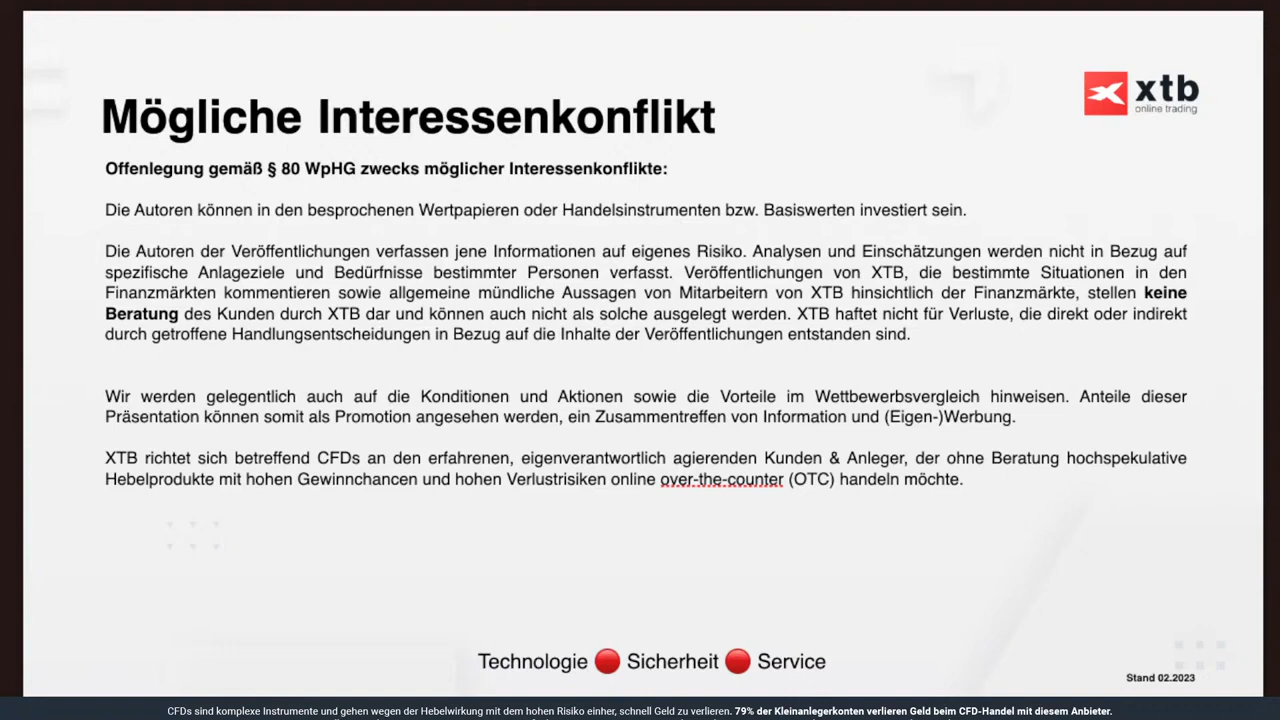 xtb
online trading
Mögliche Interessenkonflikt
Offenlegung gemäß § 80 WpHG zwecks möglicher Interessenkonflikte:
Die Autoren können in den besprochenen Wertpapieren oder Handelsinstrumenten bzw. Basiswerten investiert sein.
Die Autoren der Veröffentlichungen verfassen jene Informationen auf eigenes Risiko. Analysen und Einschätzungen werden nicht in Bezug auf
spezifische Anlageziele und Bedürfnisse bestimmter Personen verfasst. Veröffentlichungen von XTB, die bestimmte Situationen in den
Finanzmärkten kommentieren sowie allgemeine mündliche Aussagen von Mitarbeitern von XTB hinsichtlich der Finanzmärkte, stellen keine
Beratung des Kunden durch XTB dar und können auch nicht als solche ausgelegt werden. XTB haftet nicht für Verluste, die direkt oder indirekt
durch getroffene Handlungsentscheidungen in Bezug auf die Inhalte der Veröffentlichungen entstanden sind.
Wir werden gelegentlich auch auf die Konditionen und Aktionen sowie die Vorteile im Wettbewerbsvergleich hinweisen. Anteile dieser
Präsentation können somit als Promotion angesehen werden, ein Zusammentreffen von Information und (Eigen-)Werbung.
XTB richtet sich betreffend CFDs an den erfahrenen, eigenverantwortlich agierenden Kunden & Anleger, der ohne Beratung hochspekulative
Hebelprodukte mit hohen Gewinnchancen und hohen Verlustrisiken online over-the-counter (OTC) handeln möchte.
Technologie 🔴 Sicherheit 🔴 Service
Stand 02.2023
CFDs sind komplexe Instrumente und gehen wegen der Hebelwirkung mit dem hohen Risiko einher, schnell Geld zu verlieren. 79% der Kleinanlegerkonten verlieren Geld beim CFD-Handel mit diesem Anbieter.